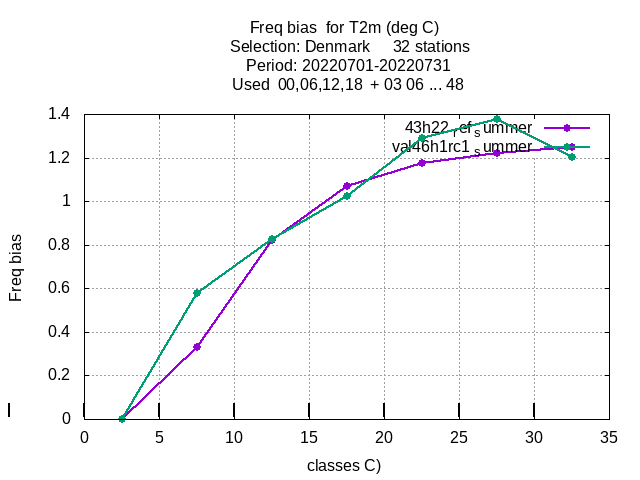 Freq bias  for T2m (deg C)
Selection: Denmark     32 stations
Period: 20220701-20220731
Used  00,06,12,18  + 03 06 ... 48
43h22_ref_summer
val46h1rc1_summer
1.4
1.2
1
0.8
0.6
0.4
0.2
0
Freq bias
0 5 10 15 20 25 30 35
classes C)